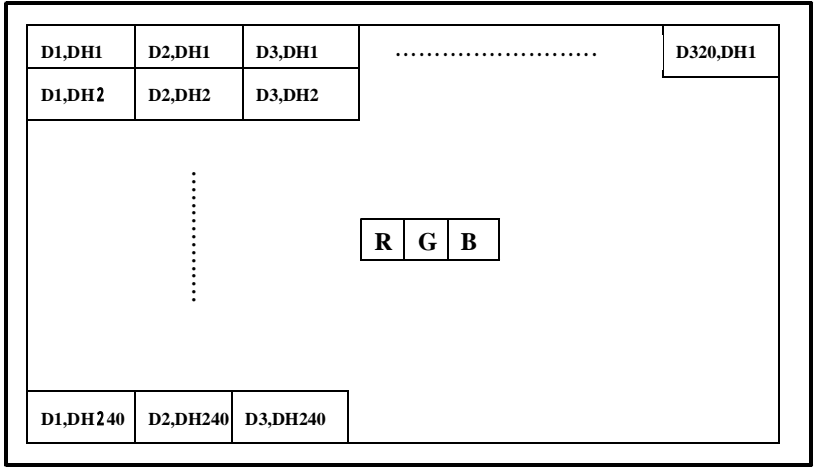 D1,DH1 D2,DH1 D3,DH1 .......................... D320,DH1
D1,DH2 D2,DH2 D3,DH2
R G B
D1,DH240 D2,DH240 D3,DH240